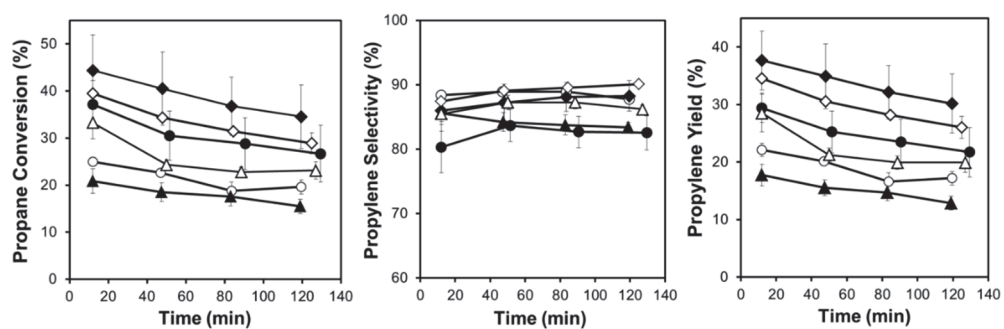 Propane Conversion (%)
50
40
30
20
10
0
0 20 40 60 80 100 120 140
Time (min)
Propylene Selectivity (%)
100
90
80
70
60
0 20 40 60 80 100 120 140
Time (min)
Propylene Yield (%)
40
30
20
10
0
0 20 40 60 80 100 120 140
Time (min)